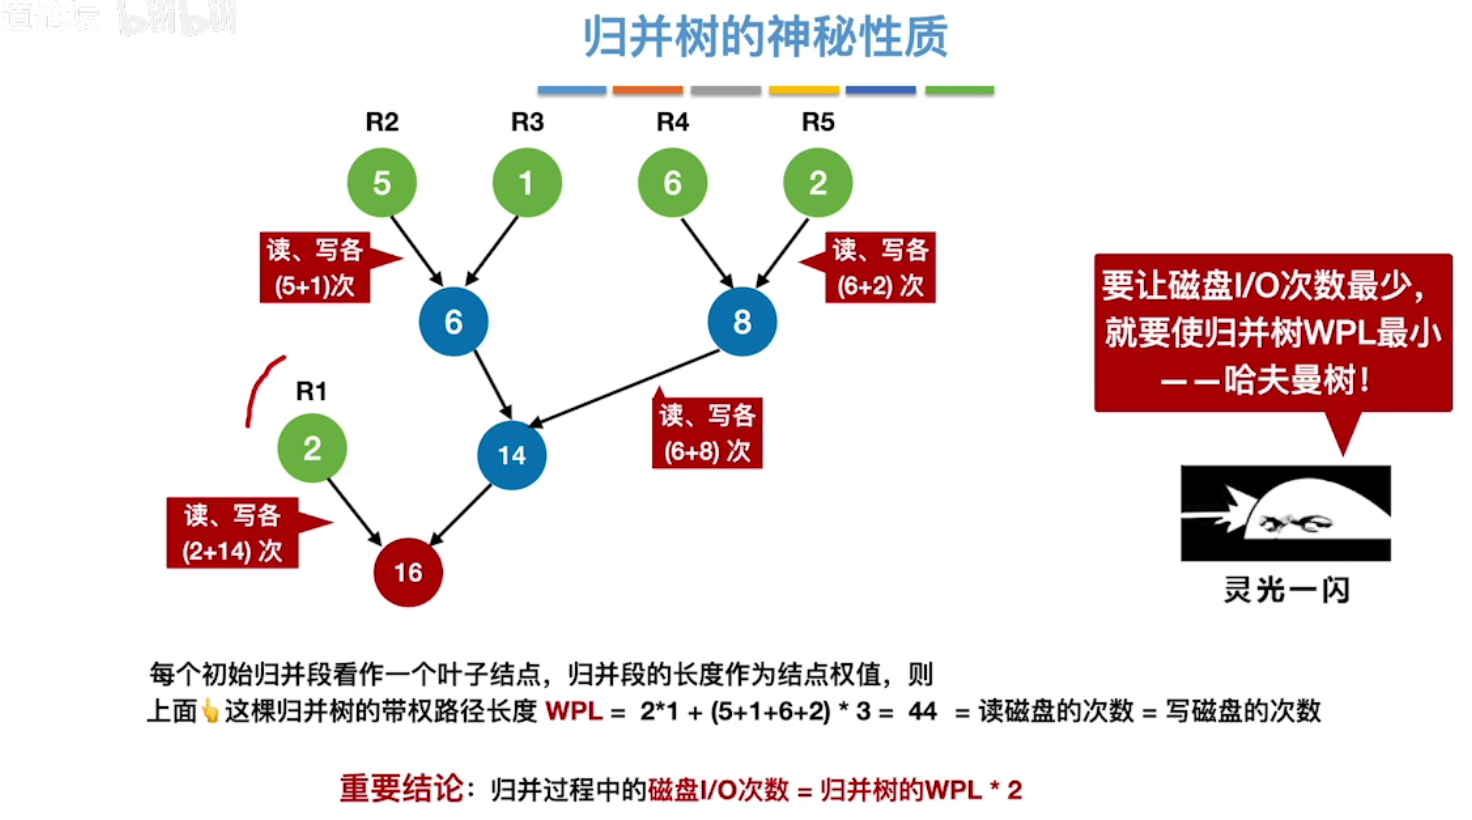 道论坛 bilibili
归并树的神秘性质
R2 R3 R4 R5
5 1 6 2
读、写各
(5+1)次
读、写各
(6+2) 次
6 8
要让磁盘I/O次数最少，
就要使归并树WPL最小
——哈夫曼树！
R1
2
14
读、写各
(6+8) 次
读、写各
(2+14) 次
16
灵光一闪
每个初始归并段看作一个叶子结点，归并段的长度作为结点权值，则
上面👆这棵归并树的带权路径长度 WPL = 2*1 + (5+1+6+2) * 3 = 44 = 读磁盘的次数 = 写磁盘的次数
重要结论：归并过程中的磁盘I/O次数 = 归并树的WPL * 2